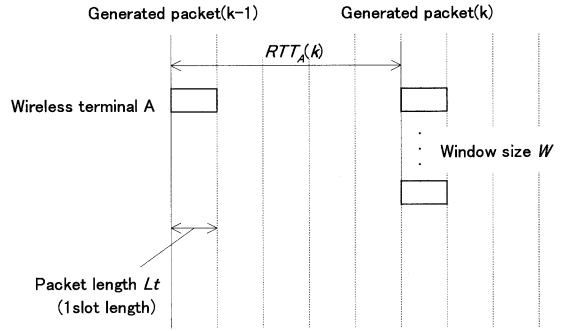 Generated packet(k-1)
Generated packet(k)
RTT_A(k)
Wireless terminal A
Window size W
Packet length Lt
(1slot length)